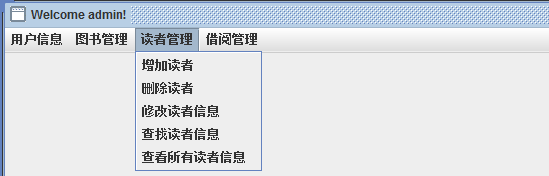 Welcome admin!
用户信息 图书管理 读者管理 借阅管理
增加读者
删除读者
修改读者信息
查找读者信息
查看所有读者信息